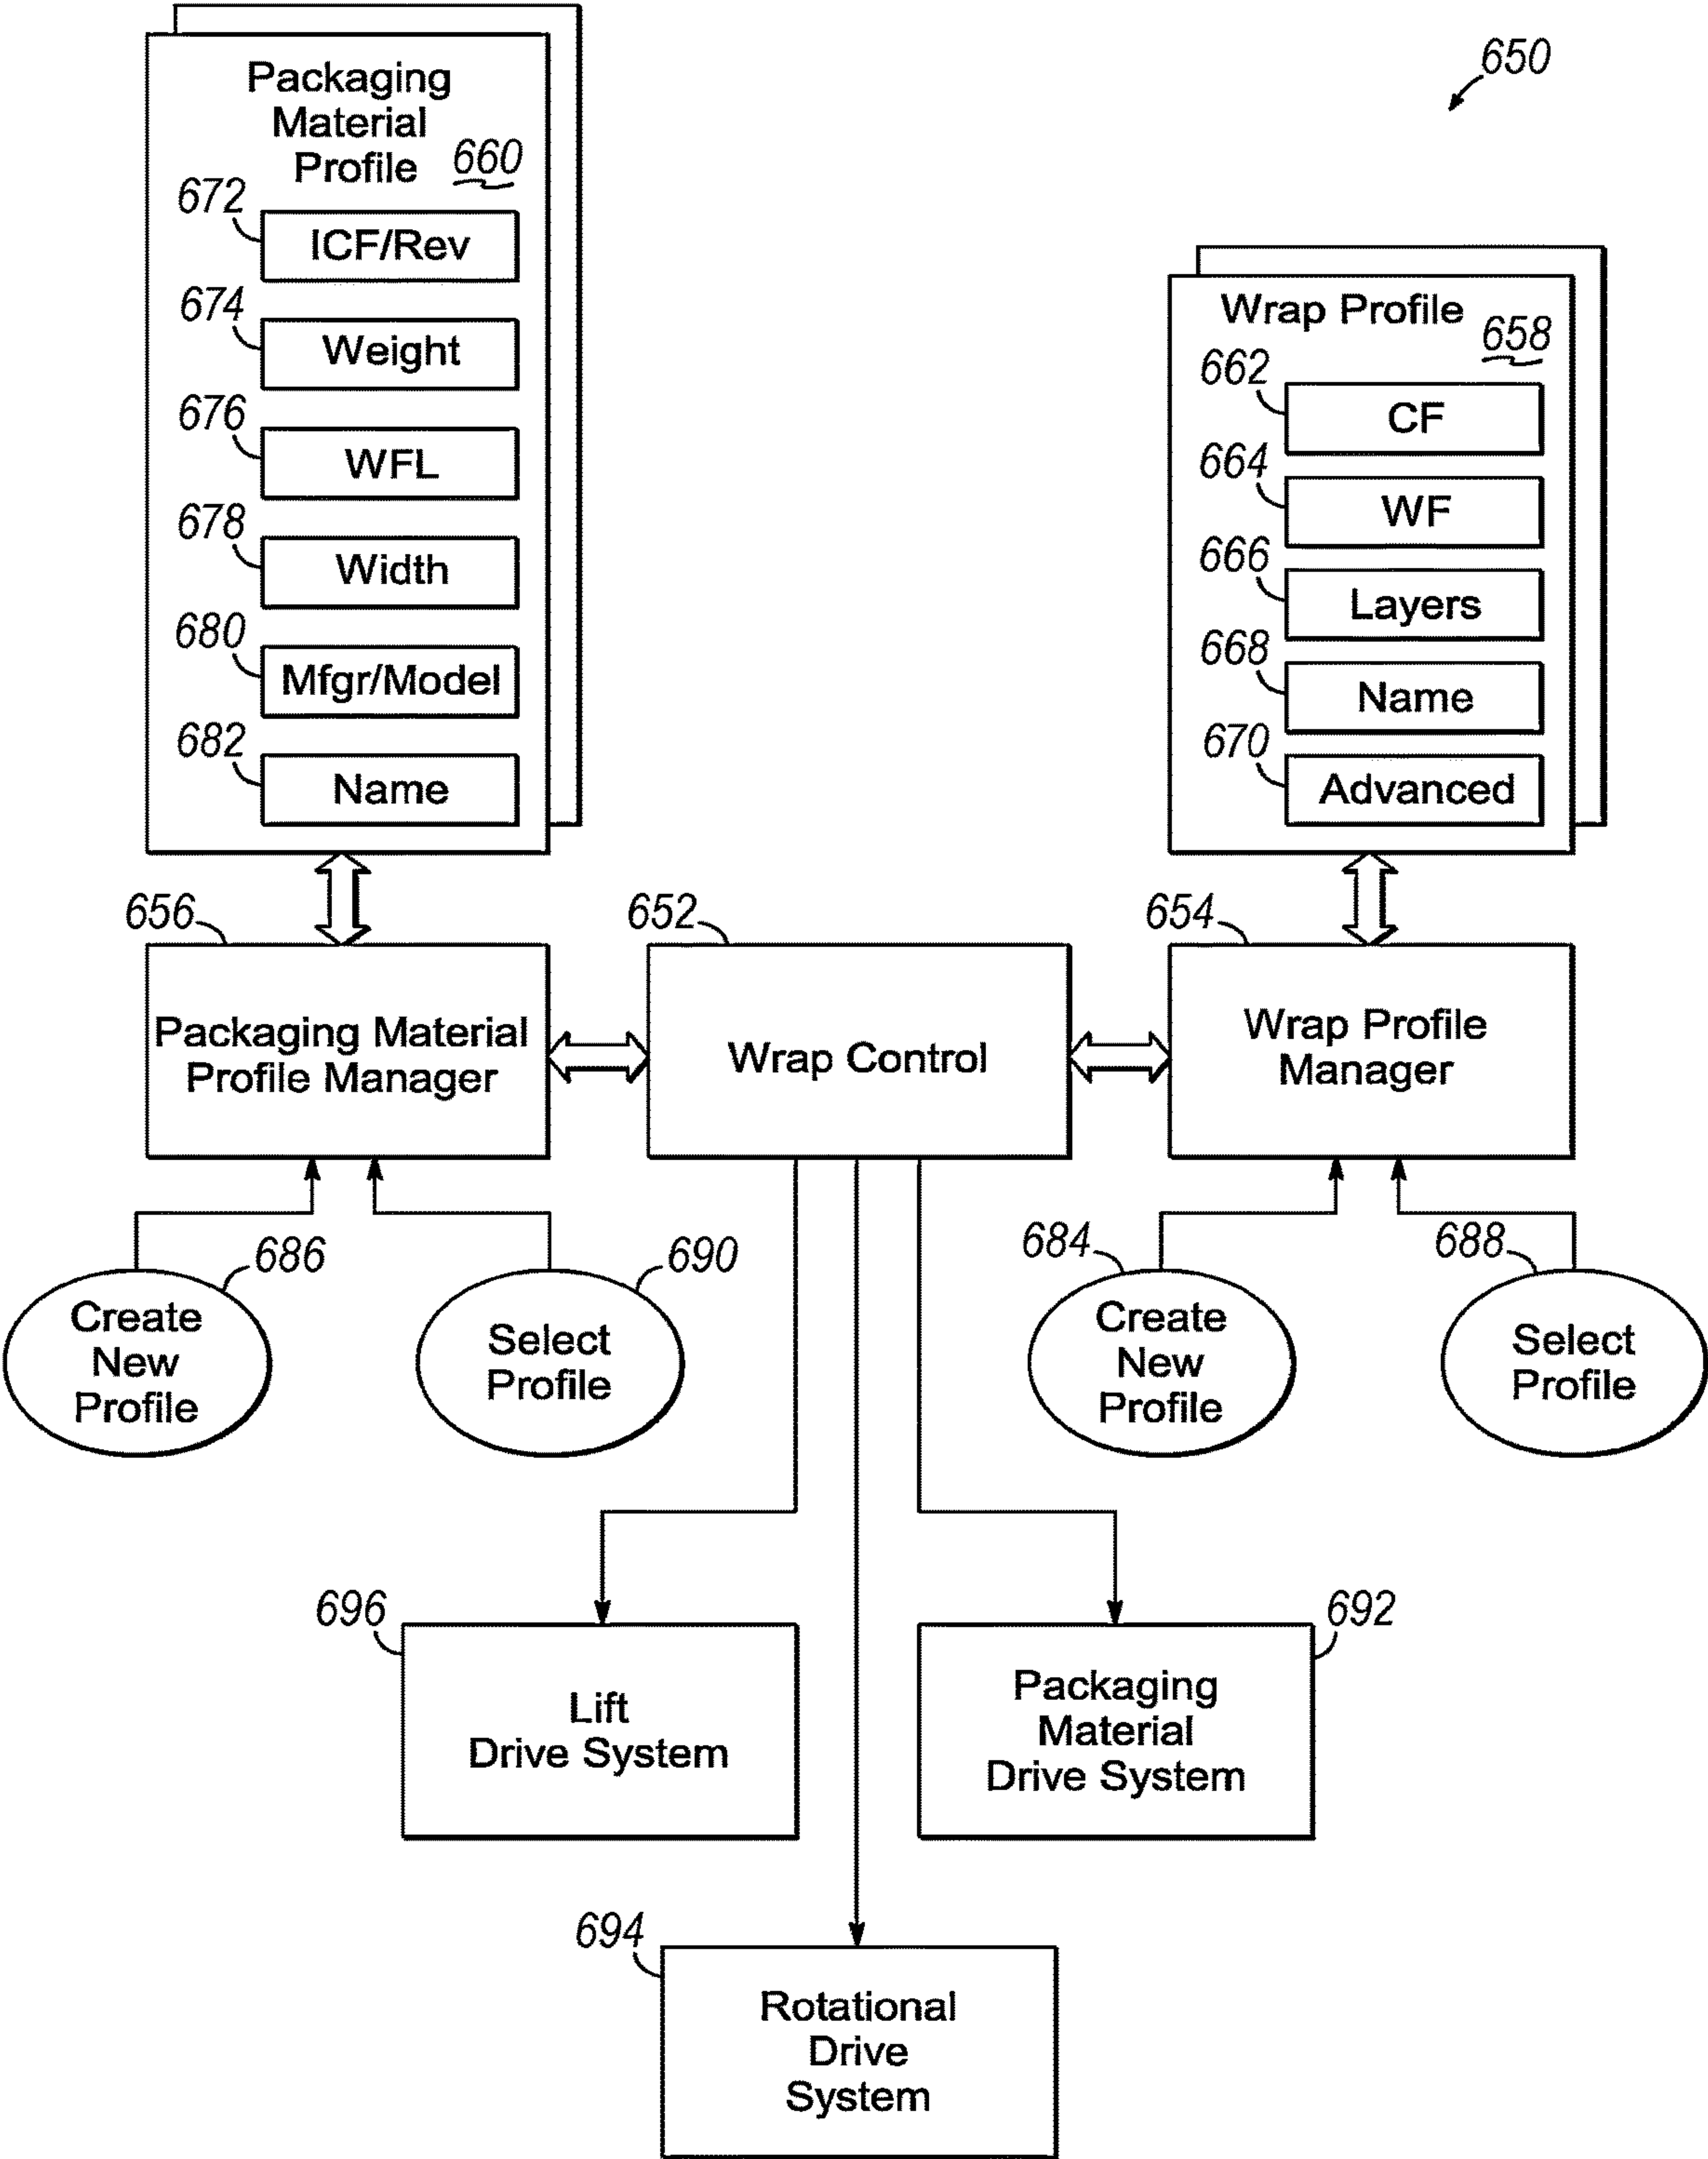 650
Packaging
Material
Profile
660
672
ICF/Rev
674
Weight
676
WFL
678
Width
680
Mfgr/Model
682
Name
Wrap Profile
658
662
CF
664
WF
666
Layers
668
Name
670
Advanced
656
Packaging Material
Profile Manager
652
Wrap Control
654
Wrap Profile
Manager
686
Create
New
Profile
690
Select
Profile
684
Create
New
Profile
688
Select
Profile
696
Lift
Drive System
692
Packaging
Material
Drive System
694
Rotational
Drive
System